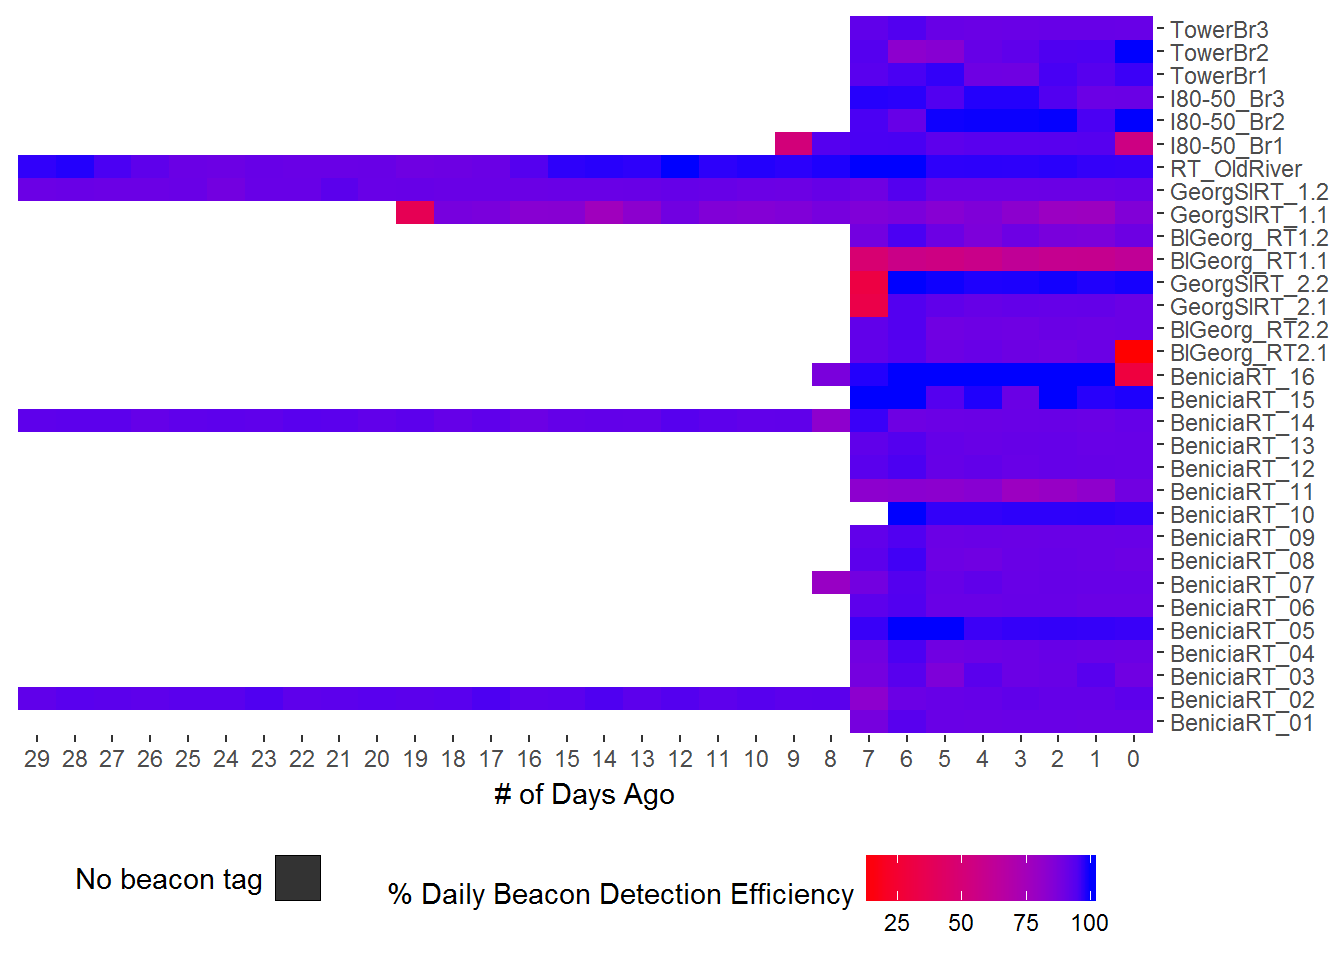 TowerBr3
TowerBr2
TowerBr1
I80-50_Br3
I80-50_Br2
I80-50_Br1
RT_OldRiver
GeorgSlRT_1.2
GeorgSlRT_1.1
BlGeorg_RT1.2
BlGeorg_RT1.1
GeorgSlRT_2.2
GeorgSlRT_2.1
BlGeorg_RT2.2
BlGeorg_RT2.1
BeniciaRT_16
BeniciaRT_15
BeniciaRT_14
BeniciaRT_13
BeniciaRT_12
BeniciaRT_11
BeniciaRT_10
BeniciaRT_09
BeniciaRT_08
BeniciaRT_07
BeniciaRT_06
BeniciaRT_05
BeniciaRT_04
BeniciaRT_03
BeniciaRT_02
BeniciaRT_01
29 28 27 26 25 24 23 22 21 20 19 18 17 16 15 14 13 12 11 10 9 8 7 6 5 4 3 2 1 0
# of Days Ago
No beacon tag
% Daily Beacon Detection Efficiency
25 50 75 100